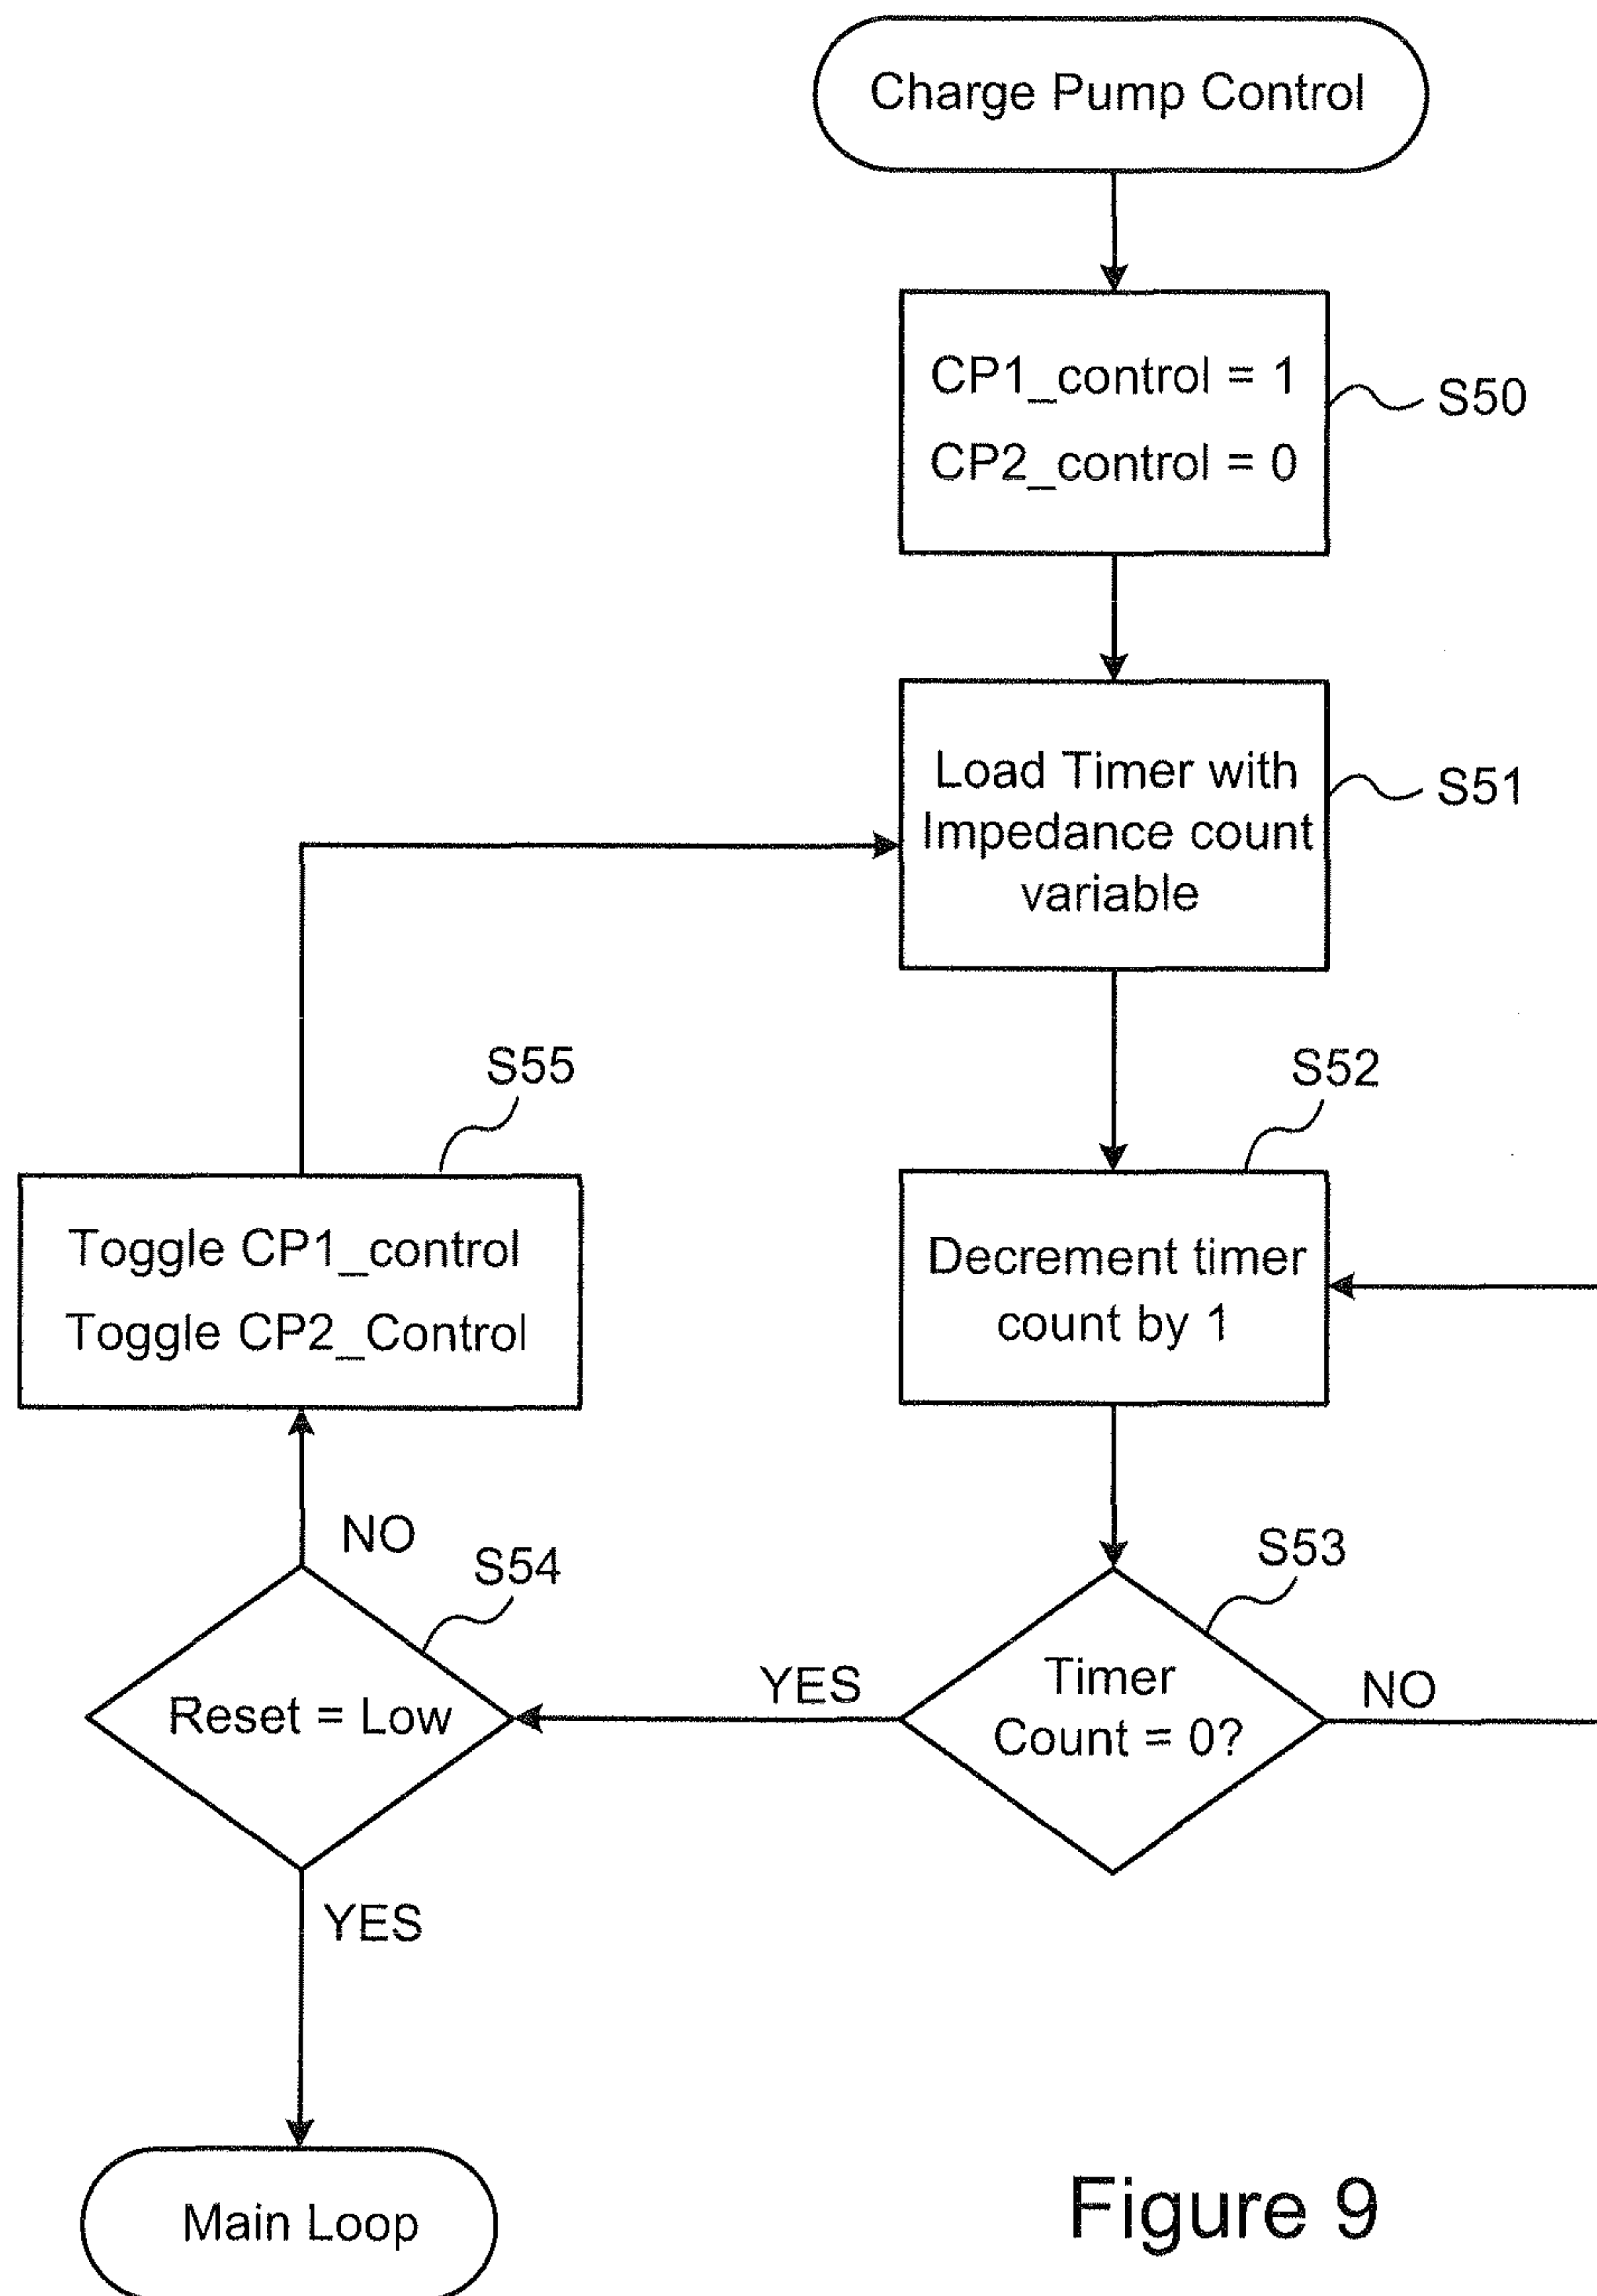 Charge Pump Control
CP1_control = 1
CP2_control = 0
S50
Load Timer with
Impedance count
variable
S51
S55
S52
Toggle CP1_control
Toggle CP2_Control
Decrement timer
count by 1
NO
S54
S53
Reset = Low
YES
Timer
Count = 0?
NO
YES
Main Loop
Figure 9